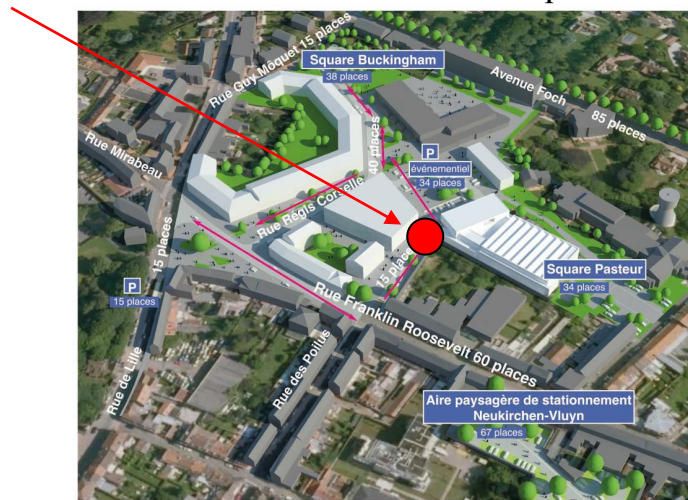 Rue Guy Môquet 15 places
Square Buckingham
38 places
Avenue Foch
85 places
Rue Mirabeau
40 places
P
événementiel
34 places
Rue Régis Cornelle
15 places
15 places
P
15 places
Square Pasteur
34 places
Rue Franklin Roosevelt 60 places
Rue de Lille
Rue des Poilus
Aire paysagère de stationnement
Neukirchen-Vluyn
67 places